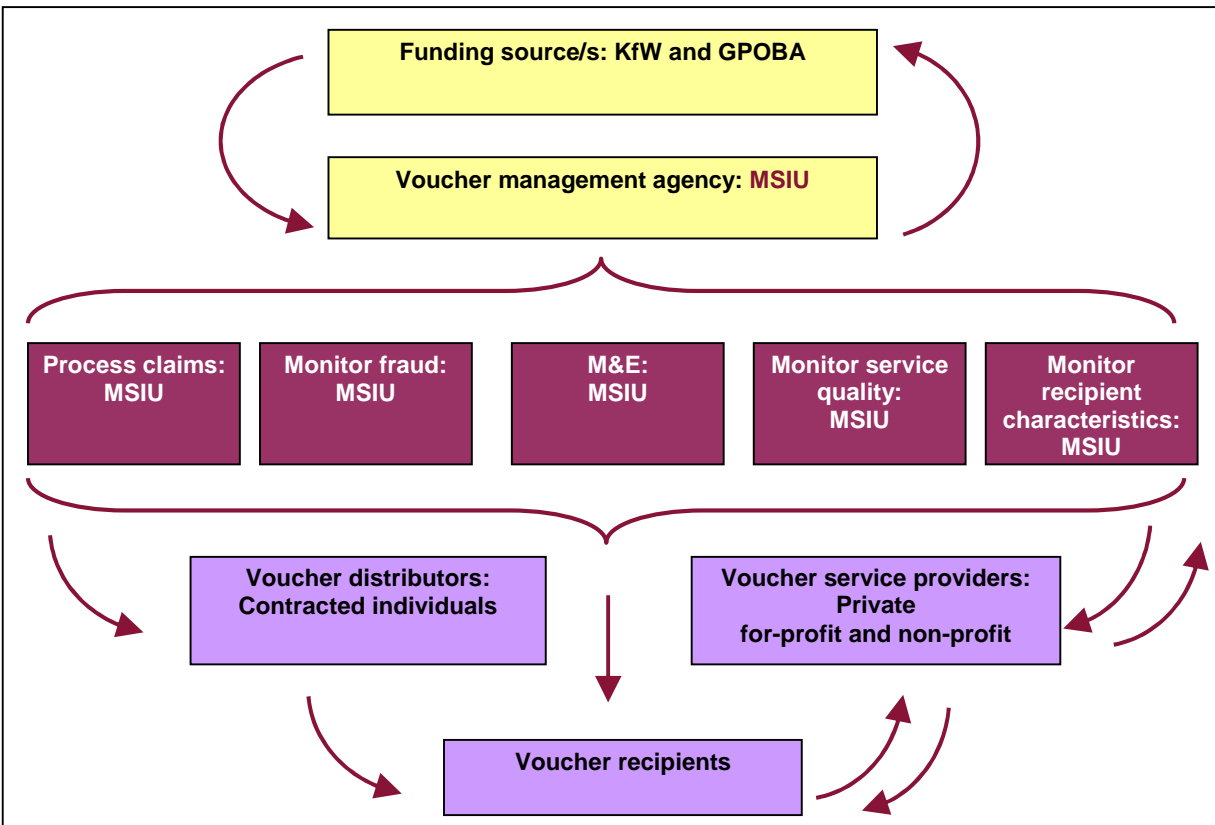 Funding source/s: KfW and GPOBA
Voucher management agency: MSIU
Process claims:
MSIU
Monitor fraud:
MSIU
M&E:
MSIU
Monitor service
quality:
MSIU
Monitor
recipient
characteristics:
MSIU
Voucher distributors:
Contracted individuals
Voucher service providers:
Private
for-profit and non-profit
Voucher recipients